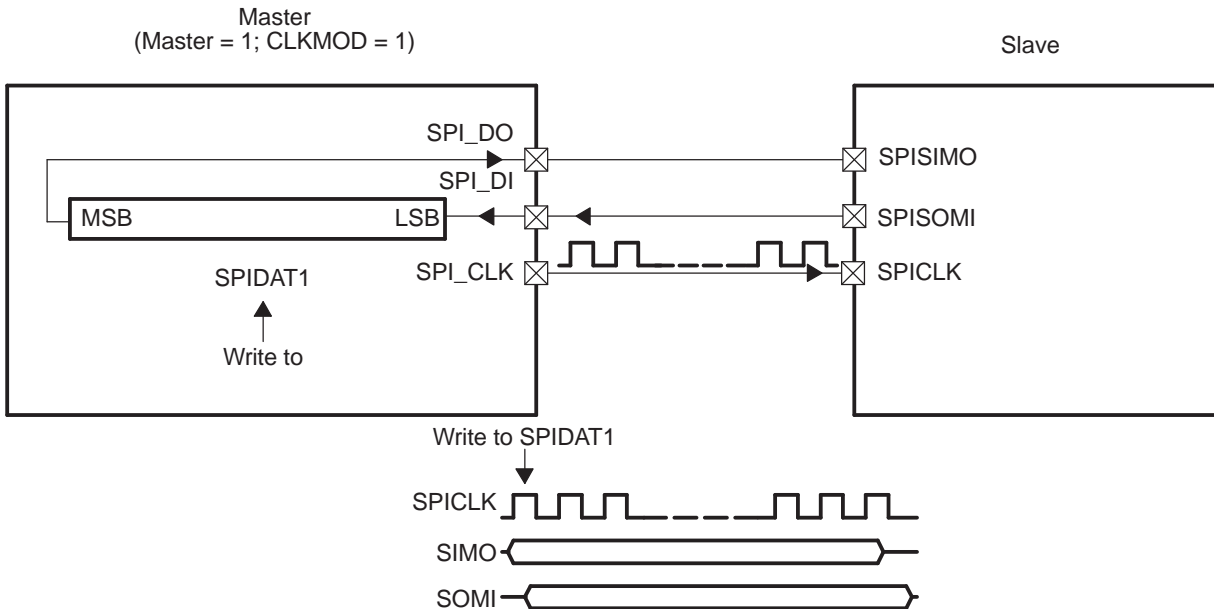 Master
(Master = 1; CLKMOD = 1)
Slave
SPI_DO
SPISIMO
SPI_DI
MSB
LSB
SPISOMI
SPI_CLK
SPICLK
SPIDAT1
Write to
Write to SPIDAT1
SPICLK
SIMO
SOMI